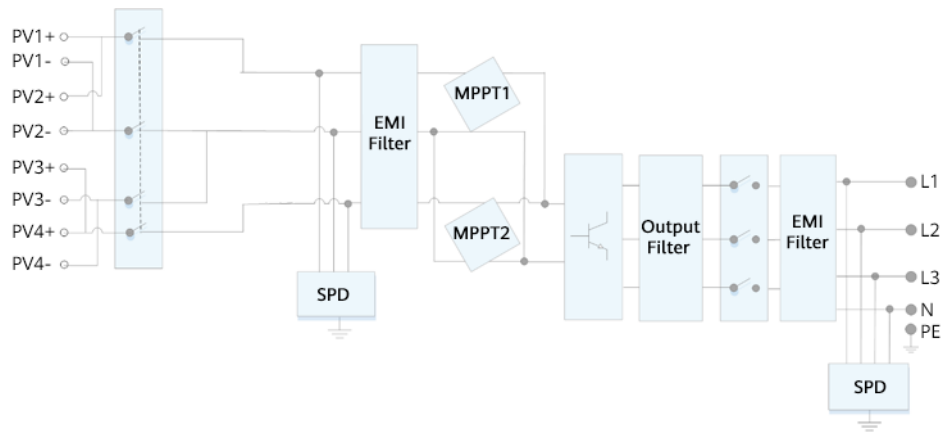 PV1+
PV1-
PV2+
PV2-
PV3+
PV3-
PV4+
PV4-
EMI
Filter
MPPT1
MPPT2
SPD
Output
Filter
EMI
Filter
L1
L2
L3
N
PE
SPD